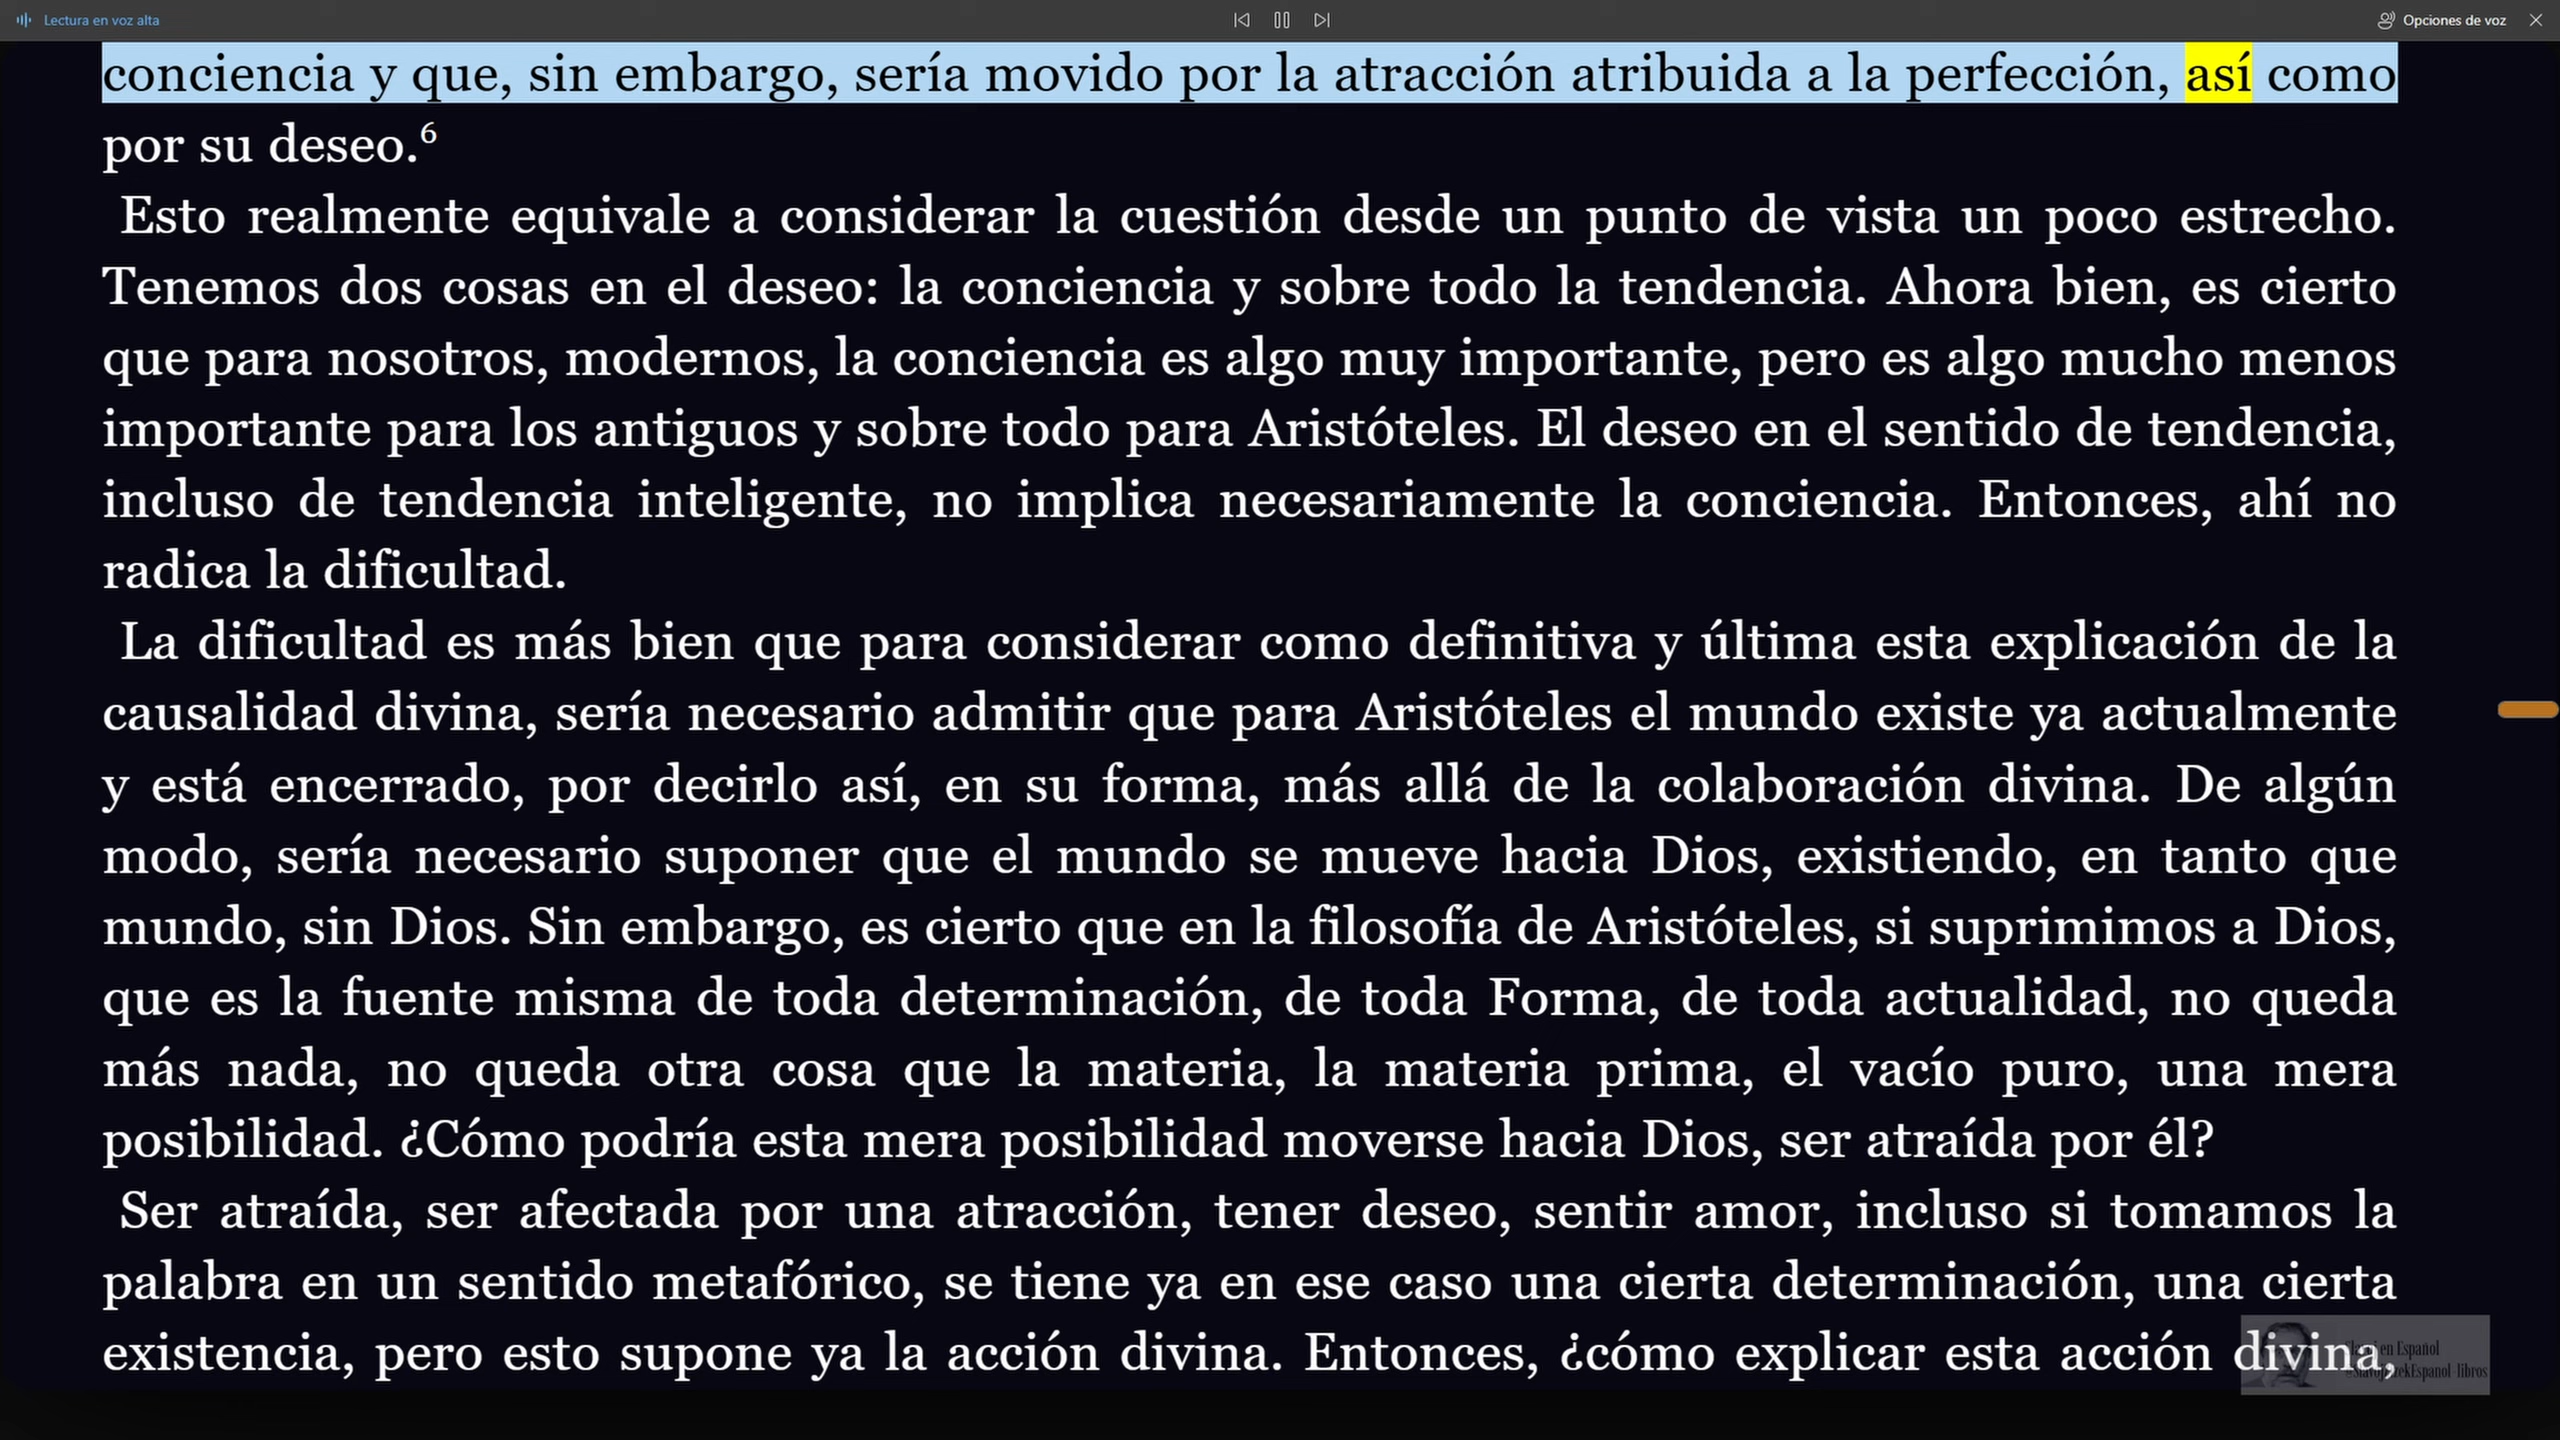 Lectura en voz alta
Opciones de voz
conciencia y que, sin embargo, sería movido por la atracción atribuida a la perfección, así como
por su deseo.⁶
Esto realmente equivale a considerar la cuestión desde un punto de vista un poco estrecho.
Tenemos dos cosas en el deseo: la conciencia y sobre todo la tendencia. Ahora bien, es cierto
que para nosotros, modernos, la conciencia es algo muy importante, pero es algo mucho menos
importante para los antiguos y sobre todo para Aristóteles. El deseo en el sentido de tendencia,
incluso de tendencia inteligente, no implica necesariamente la conciencia. Entonces, ahí no
radica la dificultad.
La dificultad es más bien que para considerar como definitiva y última esta explicación de la
causalidad divina, sería necesario admitir que para Aristóteles el mundo existe ya actualmente
y está encerrado, por decirlo así, en su forma, más allá de la colaboración divina. De algún
modo, sería necesario suponer que el mundo se mueve hacia Dios, existiendo, en tanto que
mundo, sin Dios. Sin embargo, es cierto que en la filosofía de Aristóteles, si suprimimos a Dios,
que es la fuente misma de toda determinación, de toda Forma, de toda actualidad, no queda
más nada, no queda otra cosa que la materia, la materia prima, el vacío puro, una mera
posibilidad. ¿Cómo podría esta mera posibilidad moverse hacia Dios, ser atraída por él?
Ser atraída, ser afectada por una atracción, tener deseo, sentir amor, incluso si tomamos la
palabra en un sentido metafórico, se tiene ya en ese caso una cierta determinación, una cierta
existencia, pero esto supone ya la acción divina. Entonces, ¿cómo explicar esta acción divina,
en Español